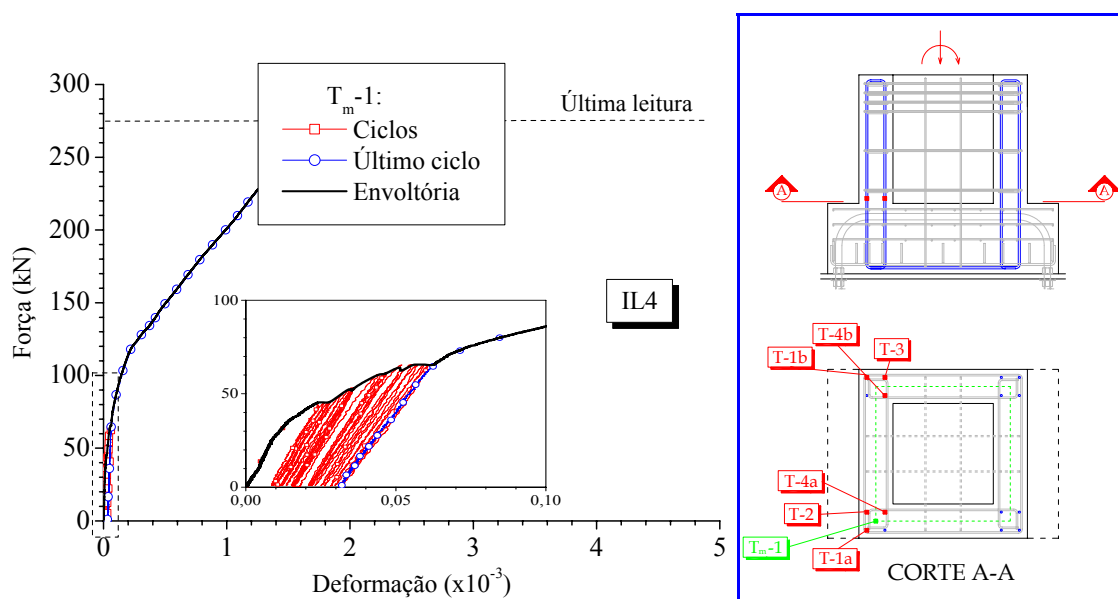 Força (kN)
300
250
200
150
100
50
0
0
1
2
3
4
5
Deformação (x10⁻³)
Tₘ-1:
Ciclos
Último ciclo
Envoltória
Última leitura
IL4
100
50
0
0,00
0,05
0,10
A
A
T-4b
T-1b
T-3
T-4a
T-2
Tₘ-1
T-1a
CORTE A-A